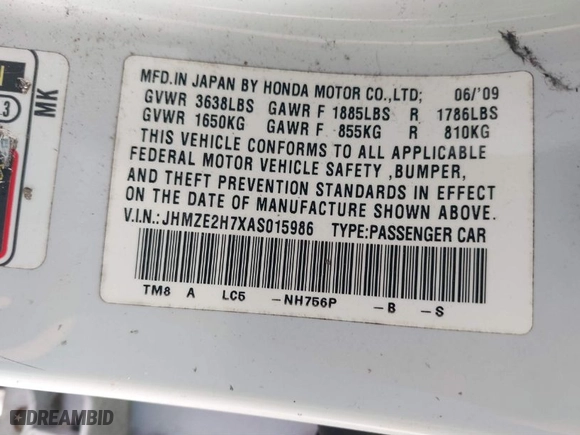 MFD.IN JAPAN BY HONDA MOTOR CO.,LTD; 06/'09
GVWR 3638LBS GAWR F 1885LBS R 1786LBS
GVWR 1650KG GAWR F 855KG R 810KG
THIS VEHICLE CONFORMS TO ALL APPLICABLE
FEDERAL MOTOR VEHICLE SAFETY ,BUMPER,
AND THEFT PREVENTION STANDARDS IN EFFECT
ON THE DATE OF MANUFACTURE SHOWN ABOVE.
V.I.N.: JHMZE2H7XAS015986 TYPE:PASSENGER CAR
TM8 A LC5 -NH756P -B -S
MK
DREAMBID